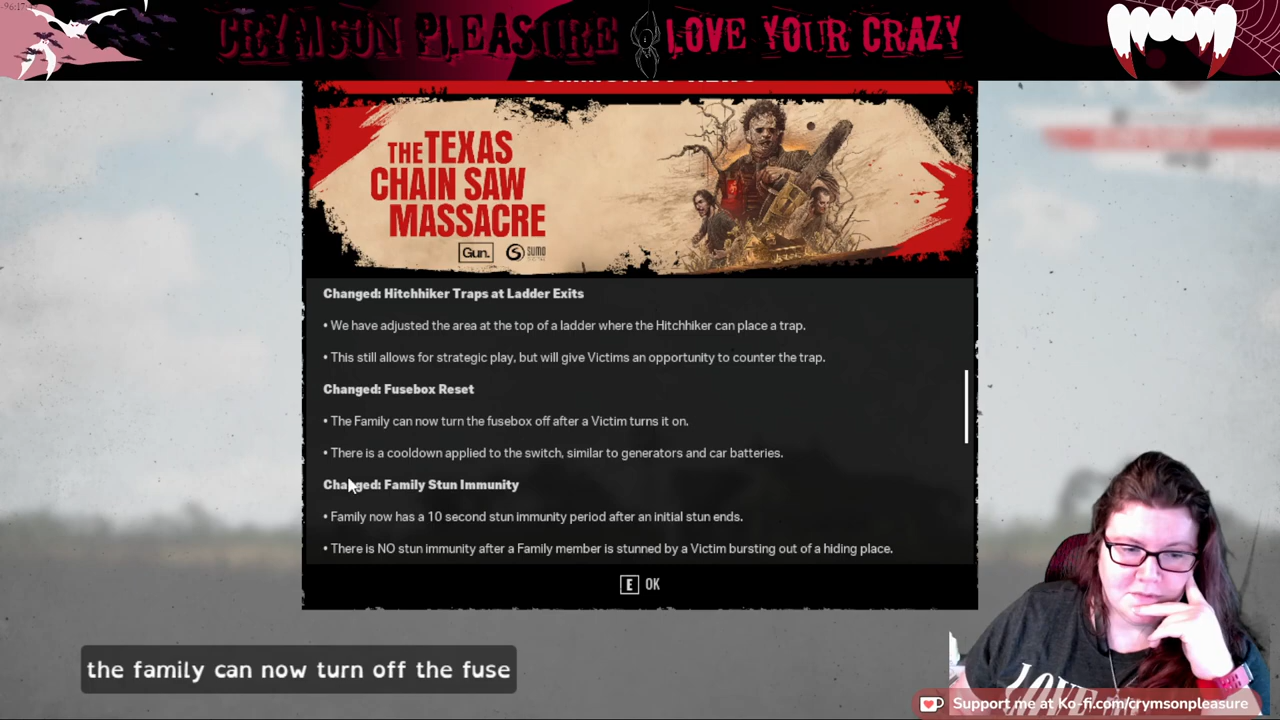 CRYMSON PLEASURE LOVE YOUR CRAZY
THE TEXAS
CHAIN SAW
MASSACRE
Gun. SUMO
Changed: Hitchhiker Traps at Ladder Exits
• We have adjusted the area at the top of a ladder where the Hitchhiker can place a trap.
• This still allows for strategic play, but will give Victims an opportunity to counter the trap.
Changed: Fusebox Reset
• The Family can now turn the fusebox off after a Victim turns it on.
• There is a cooldown applied to the switch, similar to generators and car batteries.
Changed: Family Stun Immunity
• Family now has a 10 second stun immunity period after an initial stun ends.
• There is NO stun immunity after a Family member is stunned by a Victim bursting out of a hiding place.
E OK
the family can now turn off the fuse
LOVE
Support me at Ko-fi.com/crymsonpleasure